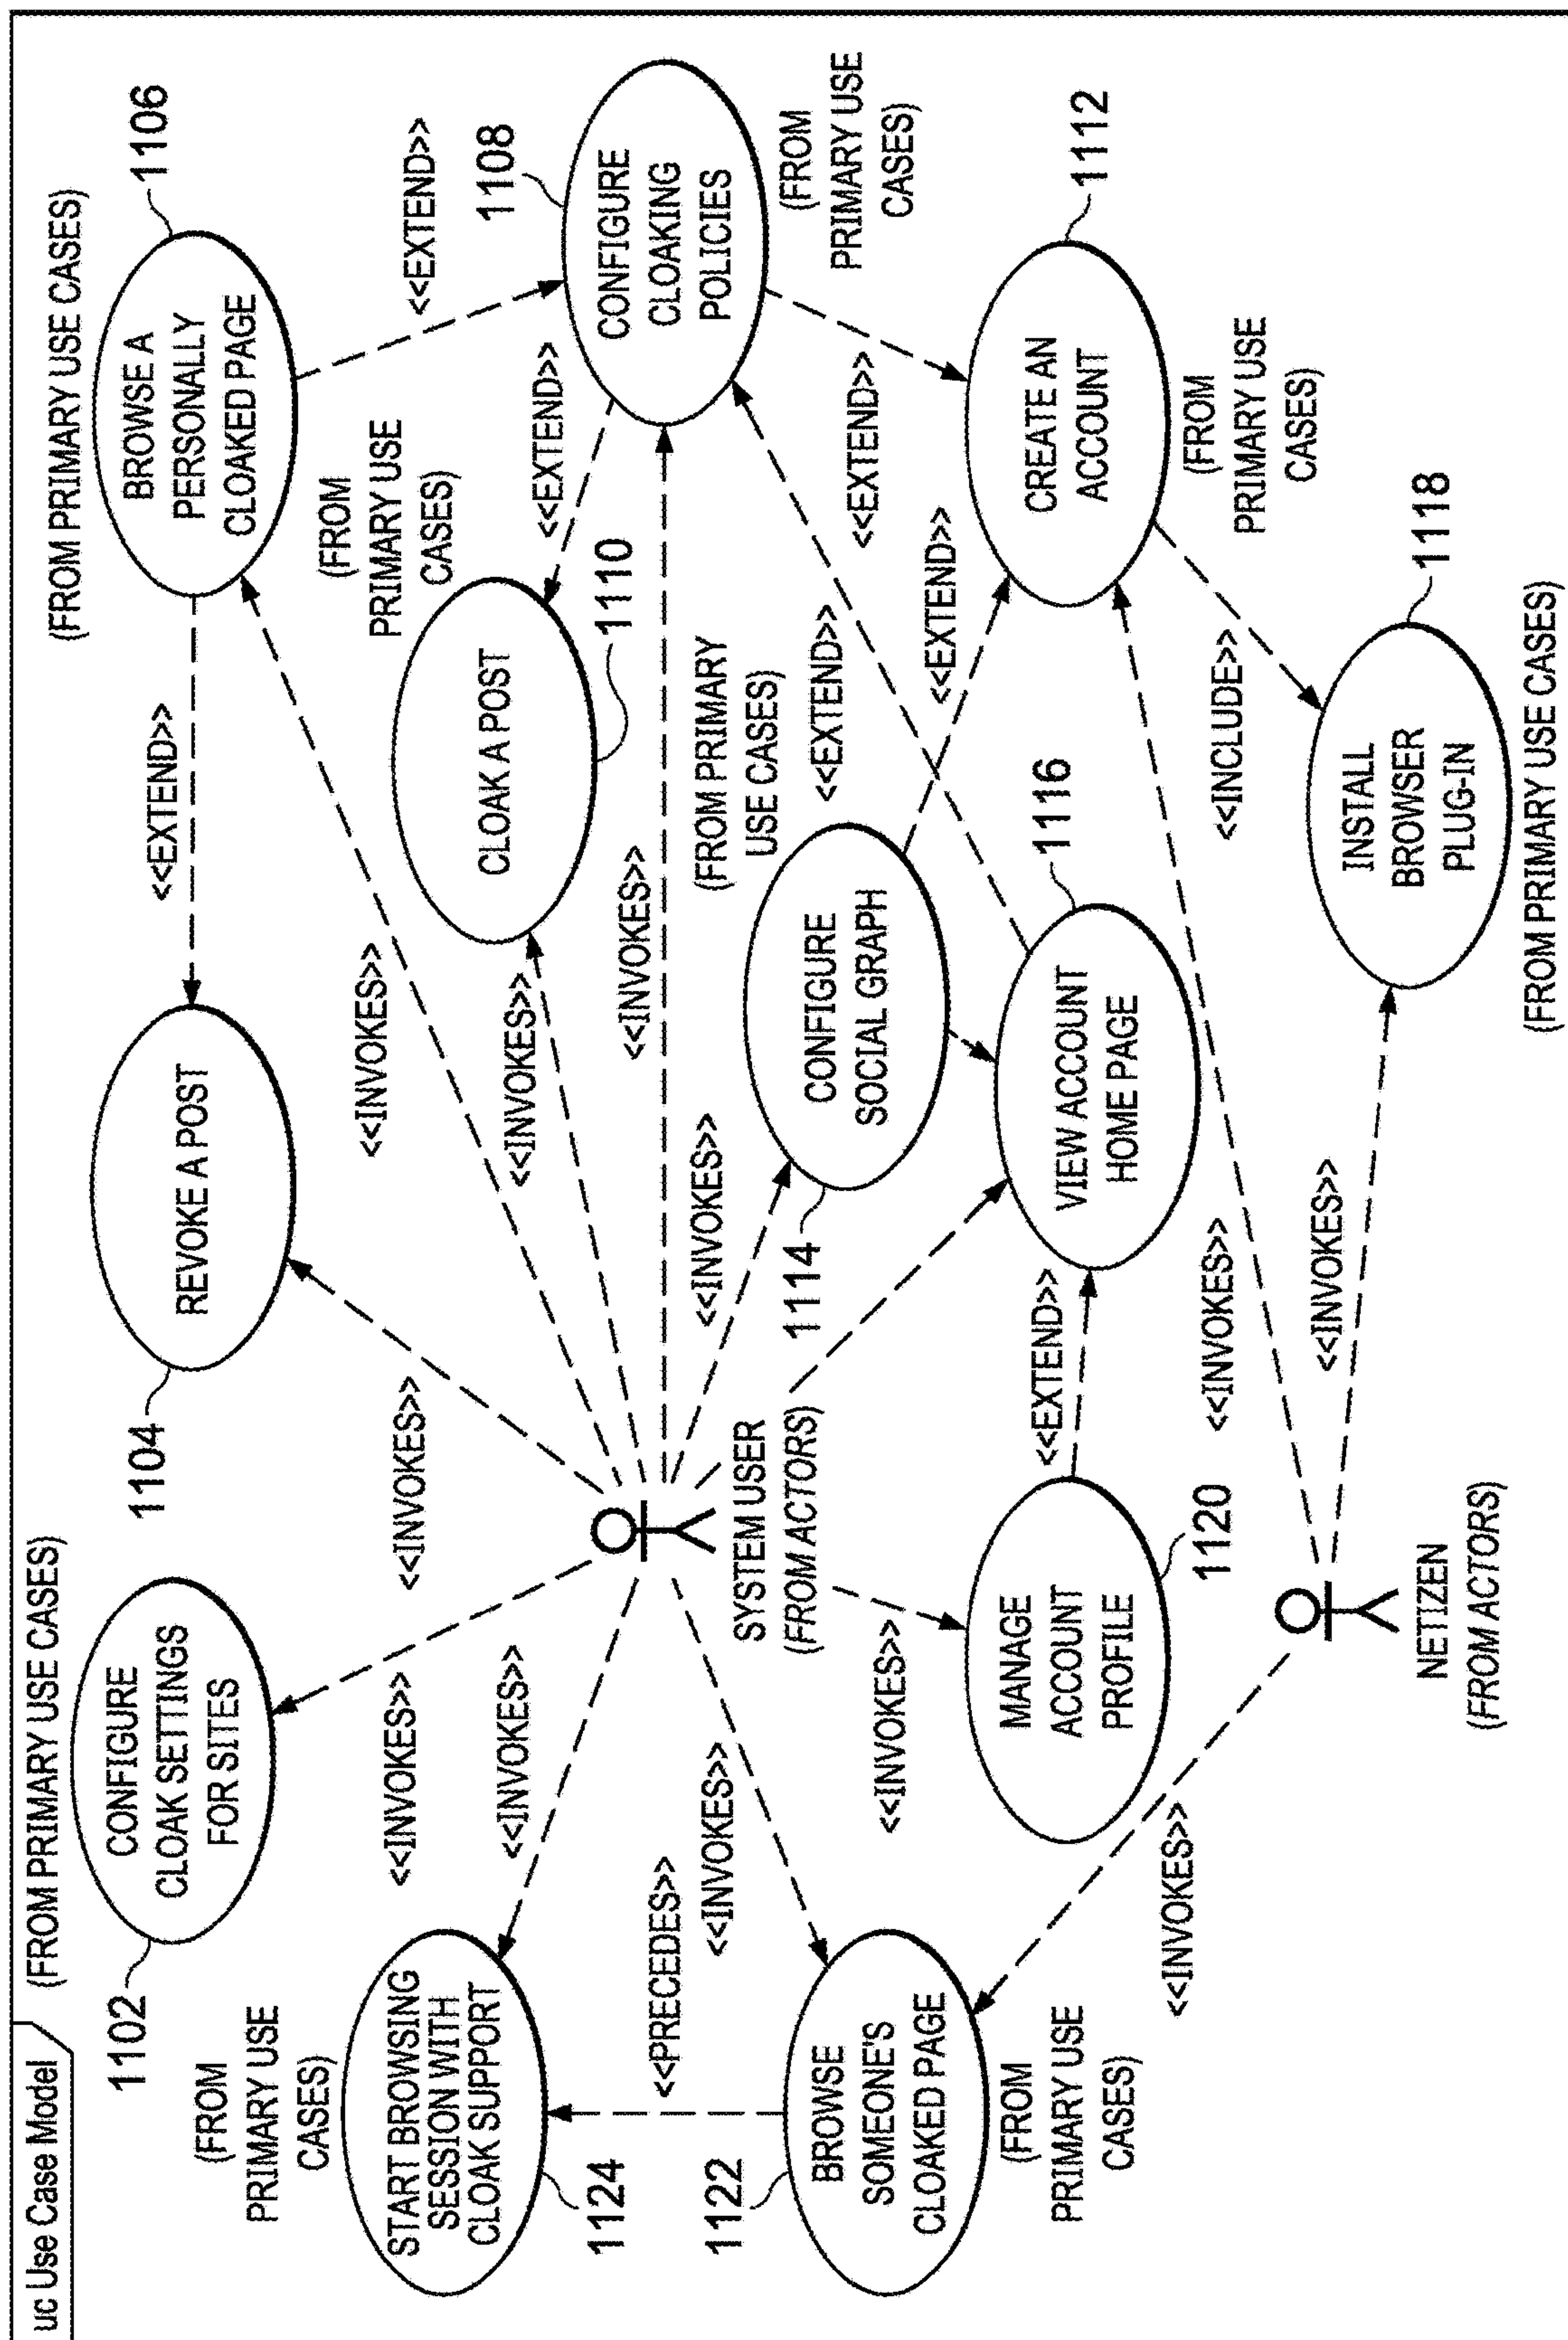 uc Use Case Model
(FROM PRIMARY USE CASES)
1102
CONFIGURE
CLOAK SETTINGS
FOR SITES
1104
REVOKE A POST
<<EXTEND>>
(FROM PRIMARY USE CASES)
BROWSE A
PERSONALLY
CLOAKED PAGE
1106
(FROM
PRIMARY USE
CASES)
START BROWSING
SESSION WITH
CLOAK SUPPORT
1124
<<INVOKES>>
<<INVOKES>>
<<INVOKES>>
<<INVOKES>>
<<INVOKES>>
CLOAK A POST
1110
(FROM
PRIMARY USE
CASES)
<<EXTEND>>
<<EXTEND>>
1108
CONFIGURE
CLOAKING
POLICIES
(FROM
PRIMARY USE
CASES)
<<PRECEDES>>
<<INVOKES>>
SYSTEM USER
(FROM ACTORS)
<<INVOKES>>
<<INVOKES>>
(FROM PRIMARY
USE CASES)
1122
BROWSE
SOMEONE'S
CLOAKED PAGE
(FROM
PRIMARY USE
CASES)
<<INVOKES>>
1114
CONFIGURE
SOCIAL GRAPH
<<EXTEND>>
<<EXTEND>>
<<EXTEND>>
MANAGE
ACCOUNT
PROFILE
1120
<<EXTEND>>
VIEW ACCOUNT
HOME PAGE
1116
CREATE AN
ACCOUNT
1112
(FROM
PRIMARY USE
CASES)
<<INVOKES>>
<<INVOKES>>
<<INVOKES>>
<<INCLUDE>>
NETIZEN
(FROM ACTORS)
INSTALL
BROWSER
PLUG-IN
1118
(FROM PRIMARY USE CASES)